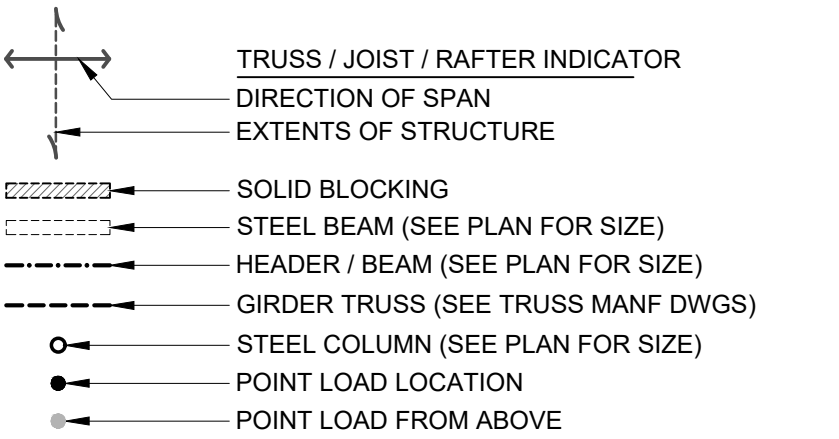 TRUSS / JOIST / RAFTER INDICATOR
DIRECTION OF SPAN
EXTENTS OF STRUCTURE
SOLID BLOCKING
STEEL BEAM (SEE PLAN FOR SIZE)
HEADER / BEAM (SEE PLAN FOR SIZE)
GIRDER TRUSS (SEE TRUSS MANF DWGS)
STEEL COLUMN (SEE PLAN FOR SIZE)
POINT LOAD LOCATION
POINT LOAD FROM ABOVE